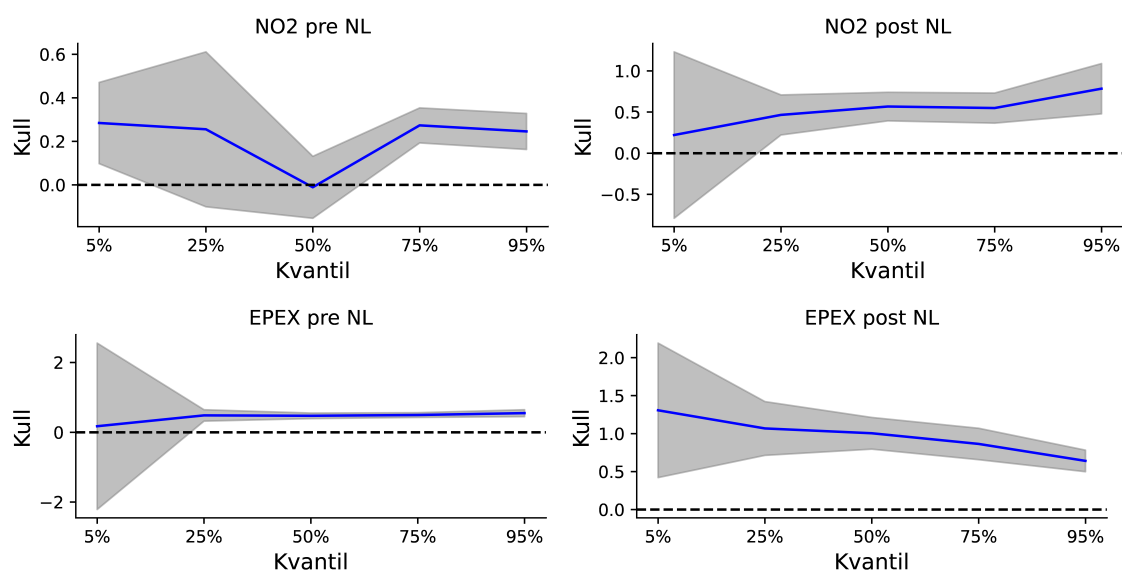 NO2 pre NL
0.6
0.4
0.2
0.0
Kull
5% 25% 50% 75% 95%
Kvantil
NO2 post NL
1.0
0.5
0.0
−0.5
Kull
5% 25% 50% 75% 95%
Kvantil
EPEX pre NL
2
0
−2
Kull
5% 25% 50% 75% 95%
Kvantil
EPEX post NL
2.0
1.5
1.0
0.5
0.0
Kull
5% 25% 50% 75% 95%
Kvantil